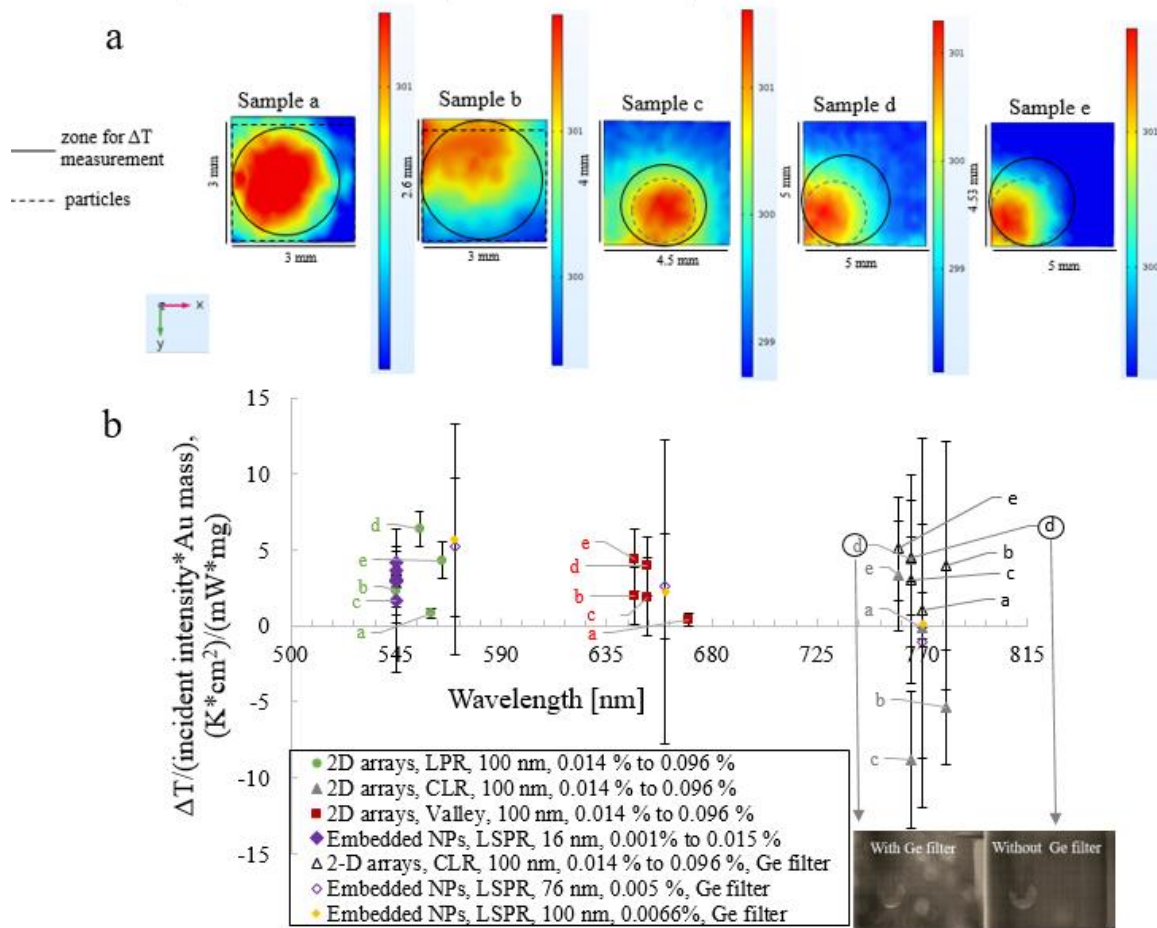 a
Sample a
Sample b
Sample c
Sample d
Sample e
zone for ΔT
measurement
particles
3 mm
3 mm
301
2.6 mm
3 mm
301
300
4 mm
4.5 mm
301
300
299
5 mm
5 mm
301
300
299
4.53 mm
5 mm
301
300
x
y
b
ΔT/(incident intensity*Au mass),
(K*cm²)/(mW*mg)
15
10
5
0
-5
-10
-15
500
545
590
635
680
725
770
815
Wavelength [nm]
d
e
b
c
a
e
d
b
c
a
d
e
a
b
c
e
d
b
c
a
2D arrays, LPR, 100 nm, 0.014 % to 0.096 %
2D arrays, CLR, 100 nm, 0.014 % to 0.096 %
2D arrays, Valley, 100 nm, 0.014 % to 0.096 %
Embedded NPs, LSPR, 16 nm, 0.001% to 0.015 %
2-D arrays, CLR, 100 nm, 0.014 % to 0.096 %, Ge filter
Embedded NPs, LSPR, 76 nm, 0.005 %, Ge filter
Embedded NPs, LSPR, 100 nm, 0.0066%, Ge filter
With Ge filter
Without Ge filter